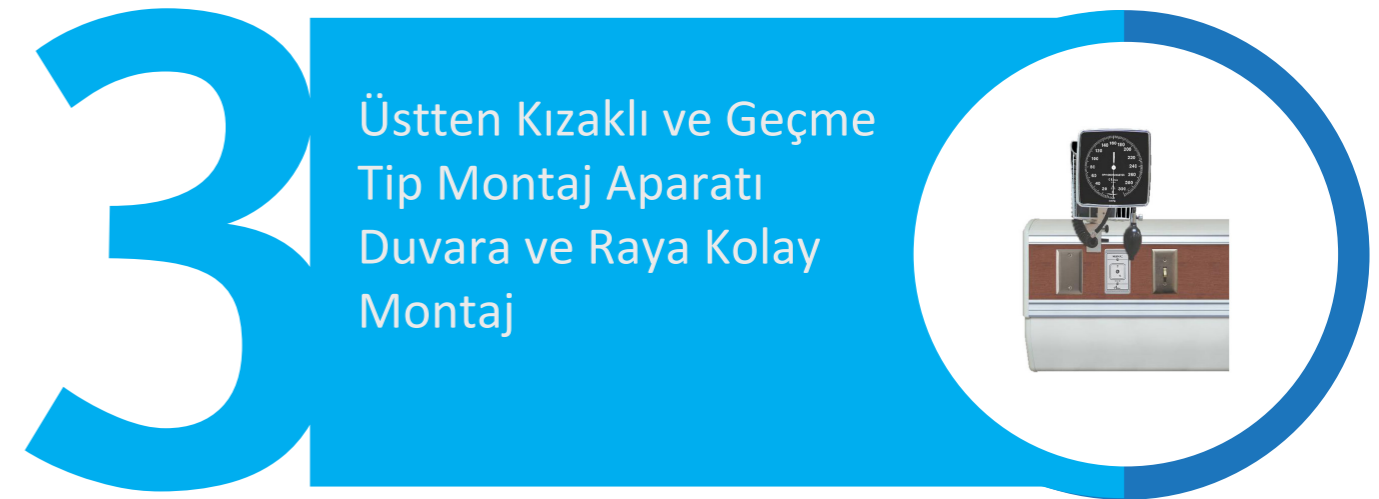 3
Üstten Kızaklı ve Geçme
Tip Montaj Aparatı
Duvara ve Raya Kolay
Montaj